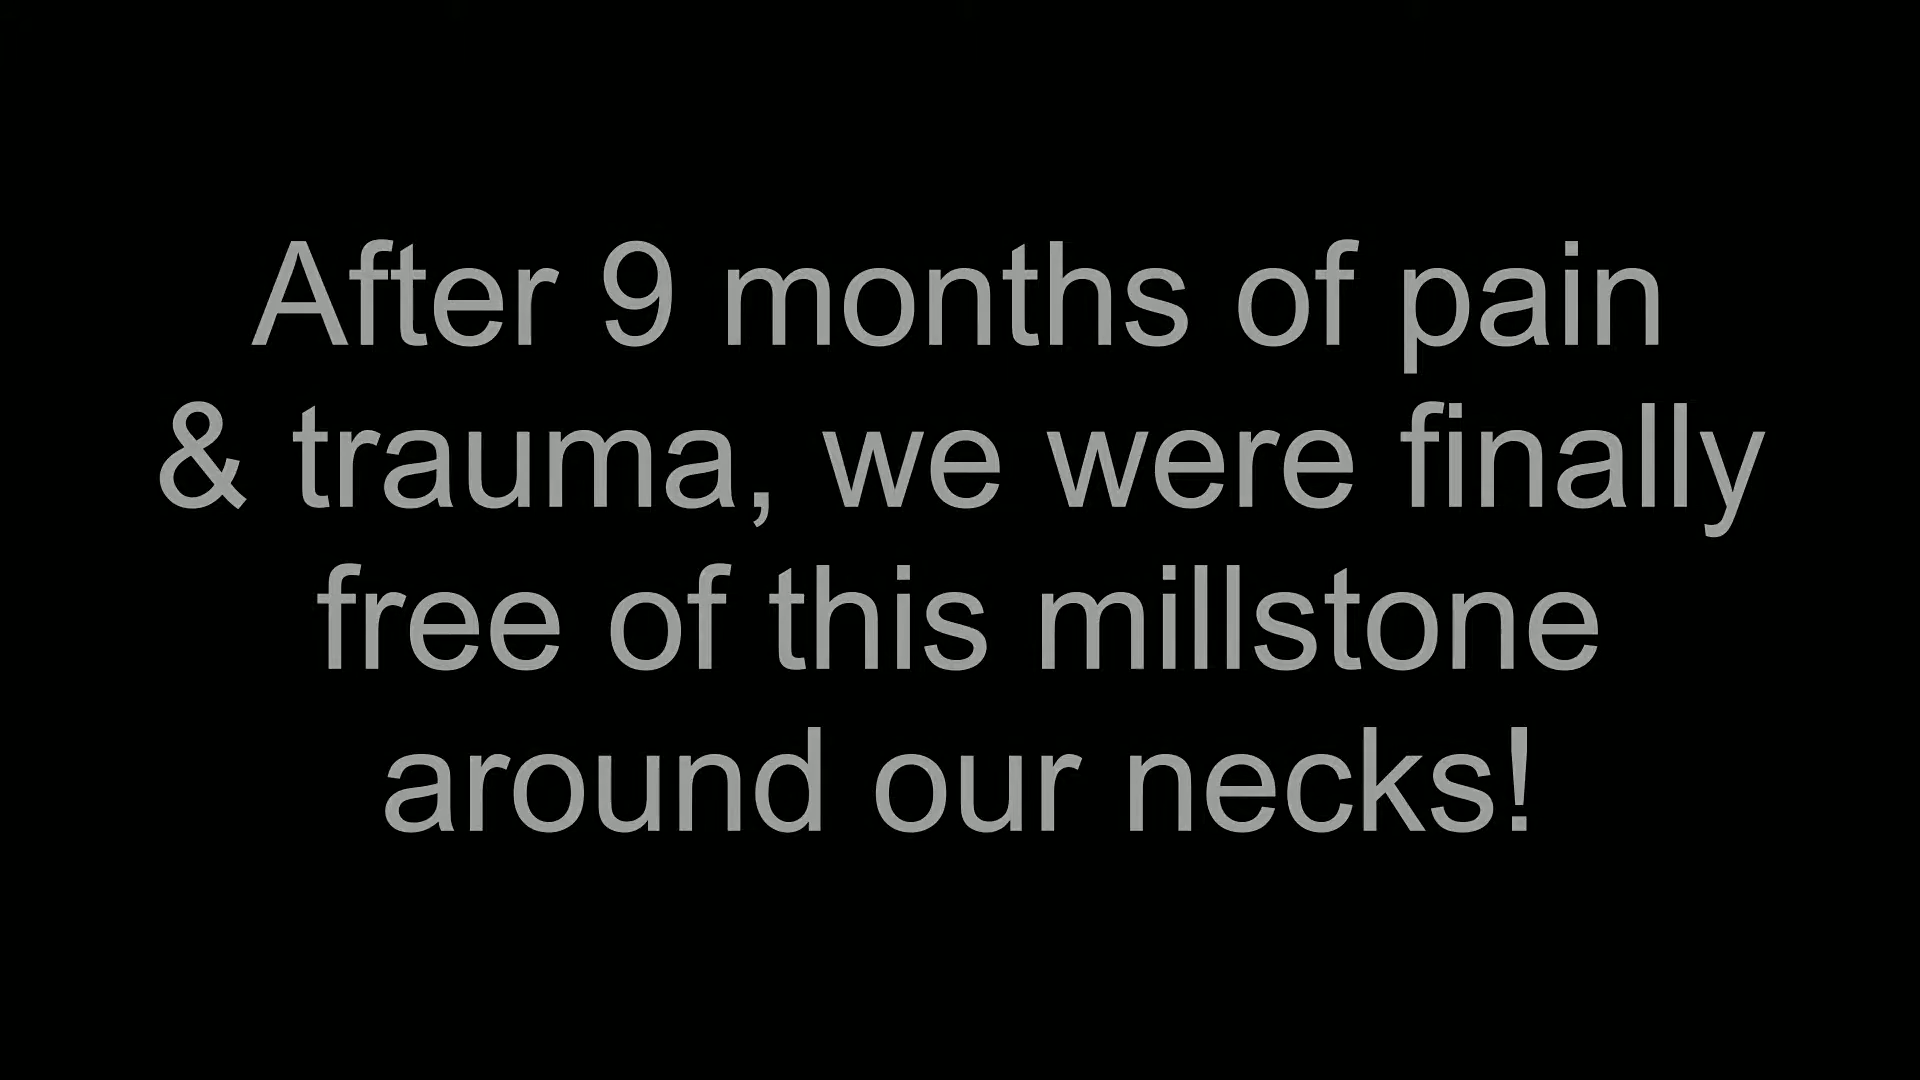 After 9 months of pain
& trauma, we were finally
free of this millstone
around our necks!